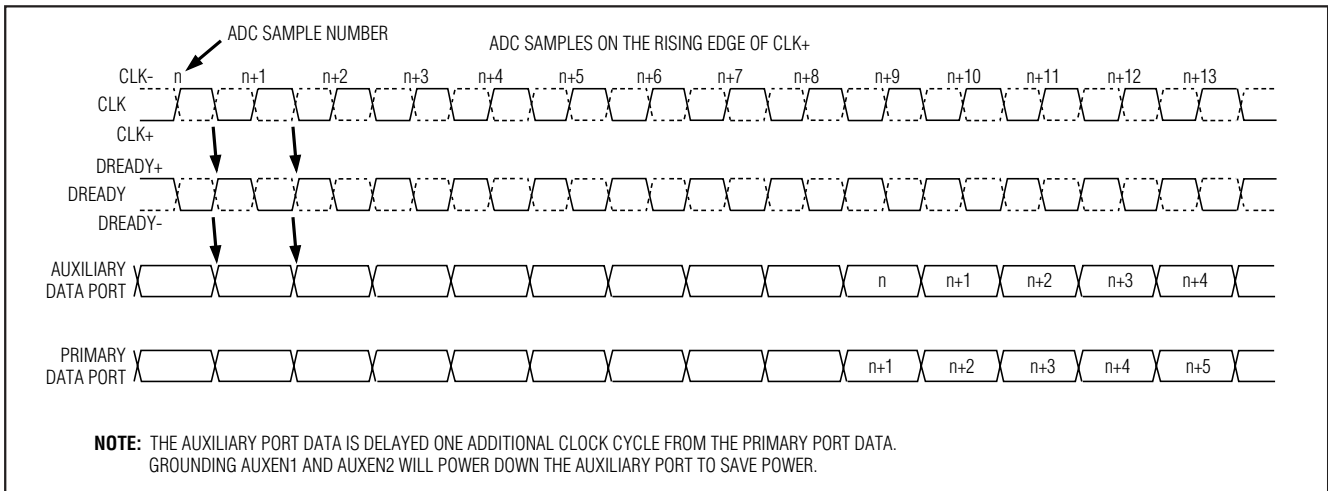 ADC SAMPLE NUMBER
ADC SAMPLES ON THE RISING EDGE OF CLK+
CLK- n n+1 n+2 n+3 n+4 n+5 n+6 n+7 n+8 n+9 n+10 n+11 n+12 n+13
CLK
CLK+
DREADY+
DREADY
DREADY-
AUXILIARY
DATA PORT
n n+1 n+2 n+3 n+4
PRIMARY
DATA PORT
n+1 n+2 n+3 n+4 n+5
NOTE: THE AUXILIARY PORT DATA IS DELAYED ONE ADDITIONAL CLOCK CYCLE FROM THE PRIMARY PORT DATA.
GROUNDING AUXEN1 AND AUXEN2 WILL POWER DOWN THE AUXILIARY PORT TO SAVE POWER.